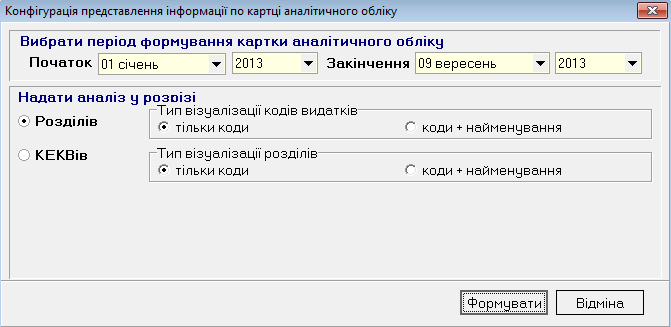 Конфігурація представлення інформації по картці аналітичного обліку
Вибрати період формування картки аналітичного обліку
Початок 01 січень 2013 Закінчення 09 вересень 2013
Надати аналіз у розрізі
Тип візуалізації кодів видатків
Розділів тільки коди коди + найменування
Тип візуалізації розділів
КЕКВів тільки коди коди + найменування
Формувати Відміна